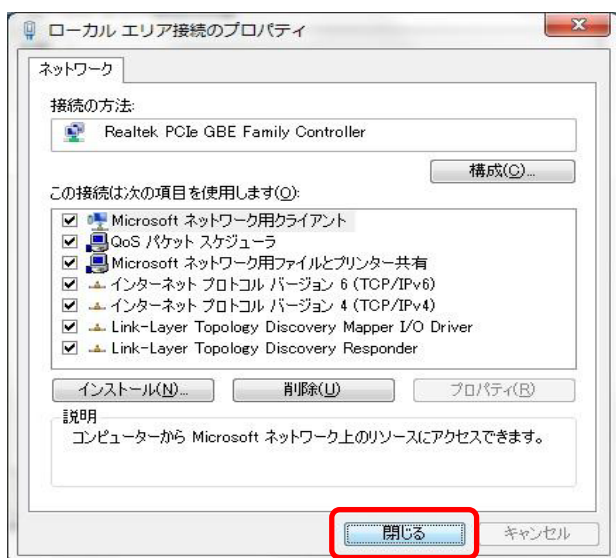 ローカル エリア接続のプロパティ
ネットワーク
接続の方法:
Realtek PCIe GBE Family Controller
構成(C)...
この接続は次の項目を使用します(O):
Microsoft ネットワーク用クライアント
QoS パケット スケジューラ
Microsoft ネットワーク用ファイルとプリンター共有
インターネット プロトコル バージョン 6 (TCP/IPv6)
インターネット プロトコル バージョン 4 (TCP/IPv4)
Link-Layer Topology Discovery Mapper I/O Driver
Link-Layer Topology Discovery Responder
インストール(N)... 削除(U) プロパティ(R)
説明
コンピューターから Microsoft ネットワーク上のリソースにアクセスできます。
閉じる キャンセル